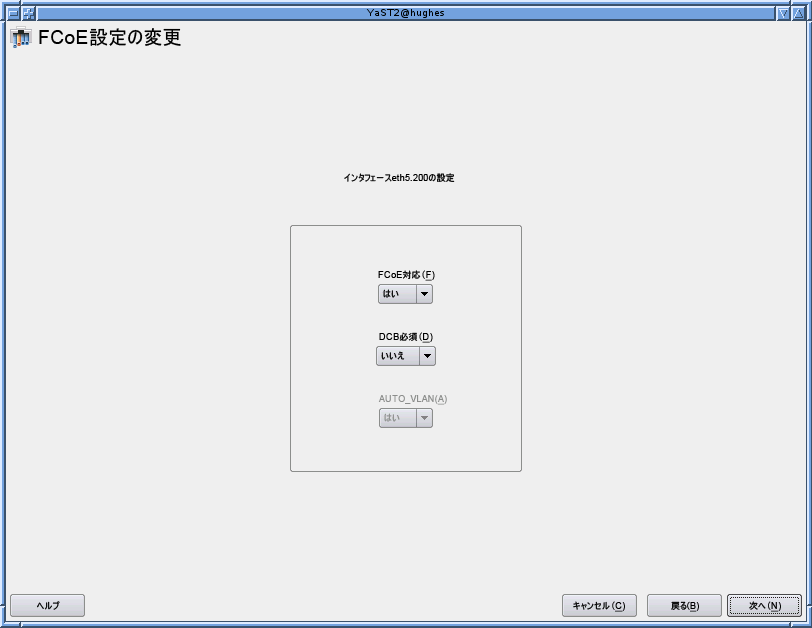 YaST2@hughes
FCoE設定の変更
インタフェースeth5.200の設定
FCoE対応(F)
はい
DCB必須(D)
いいえ
AUTO_VLAN(A)
はい
ヘルプ
キャンセル(C)
戻る(B)
次へ(N)